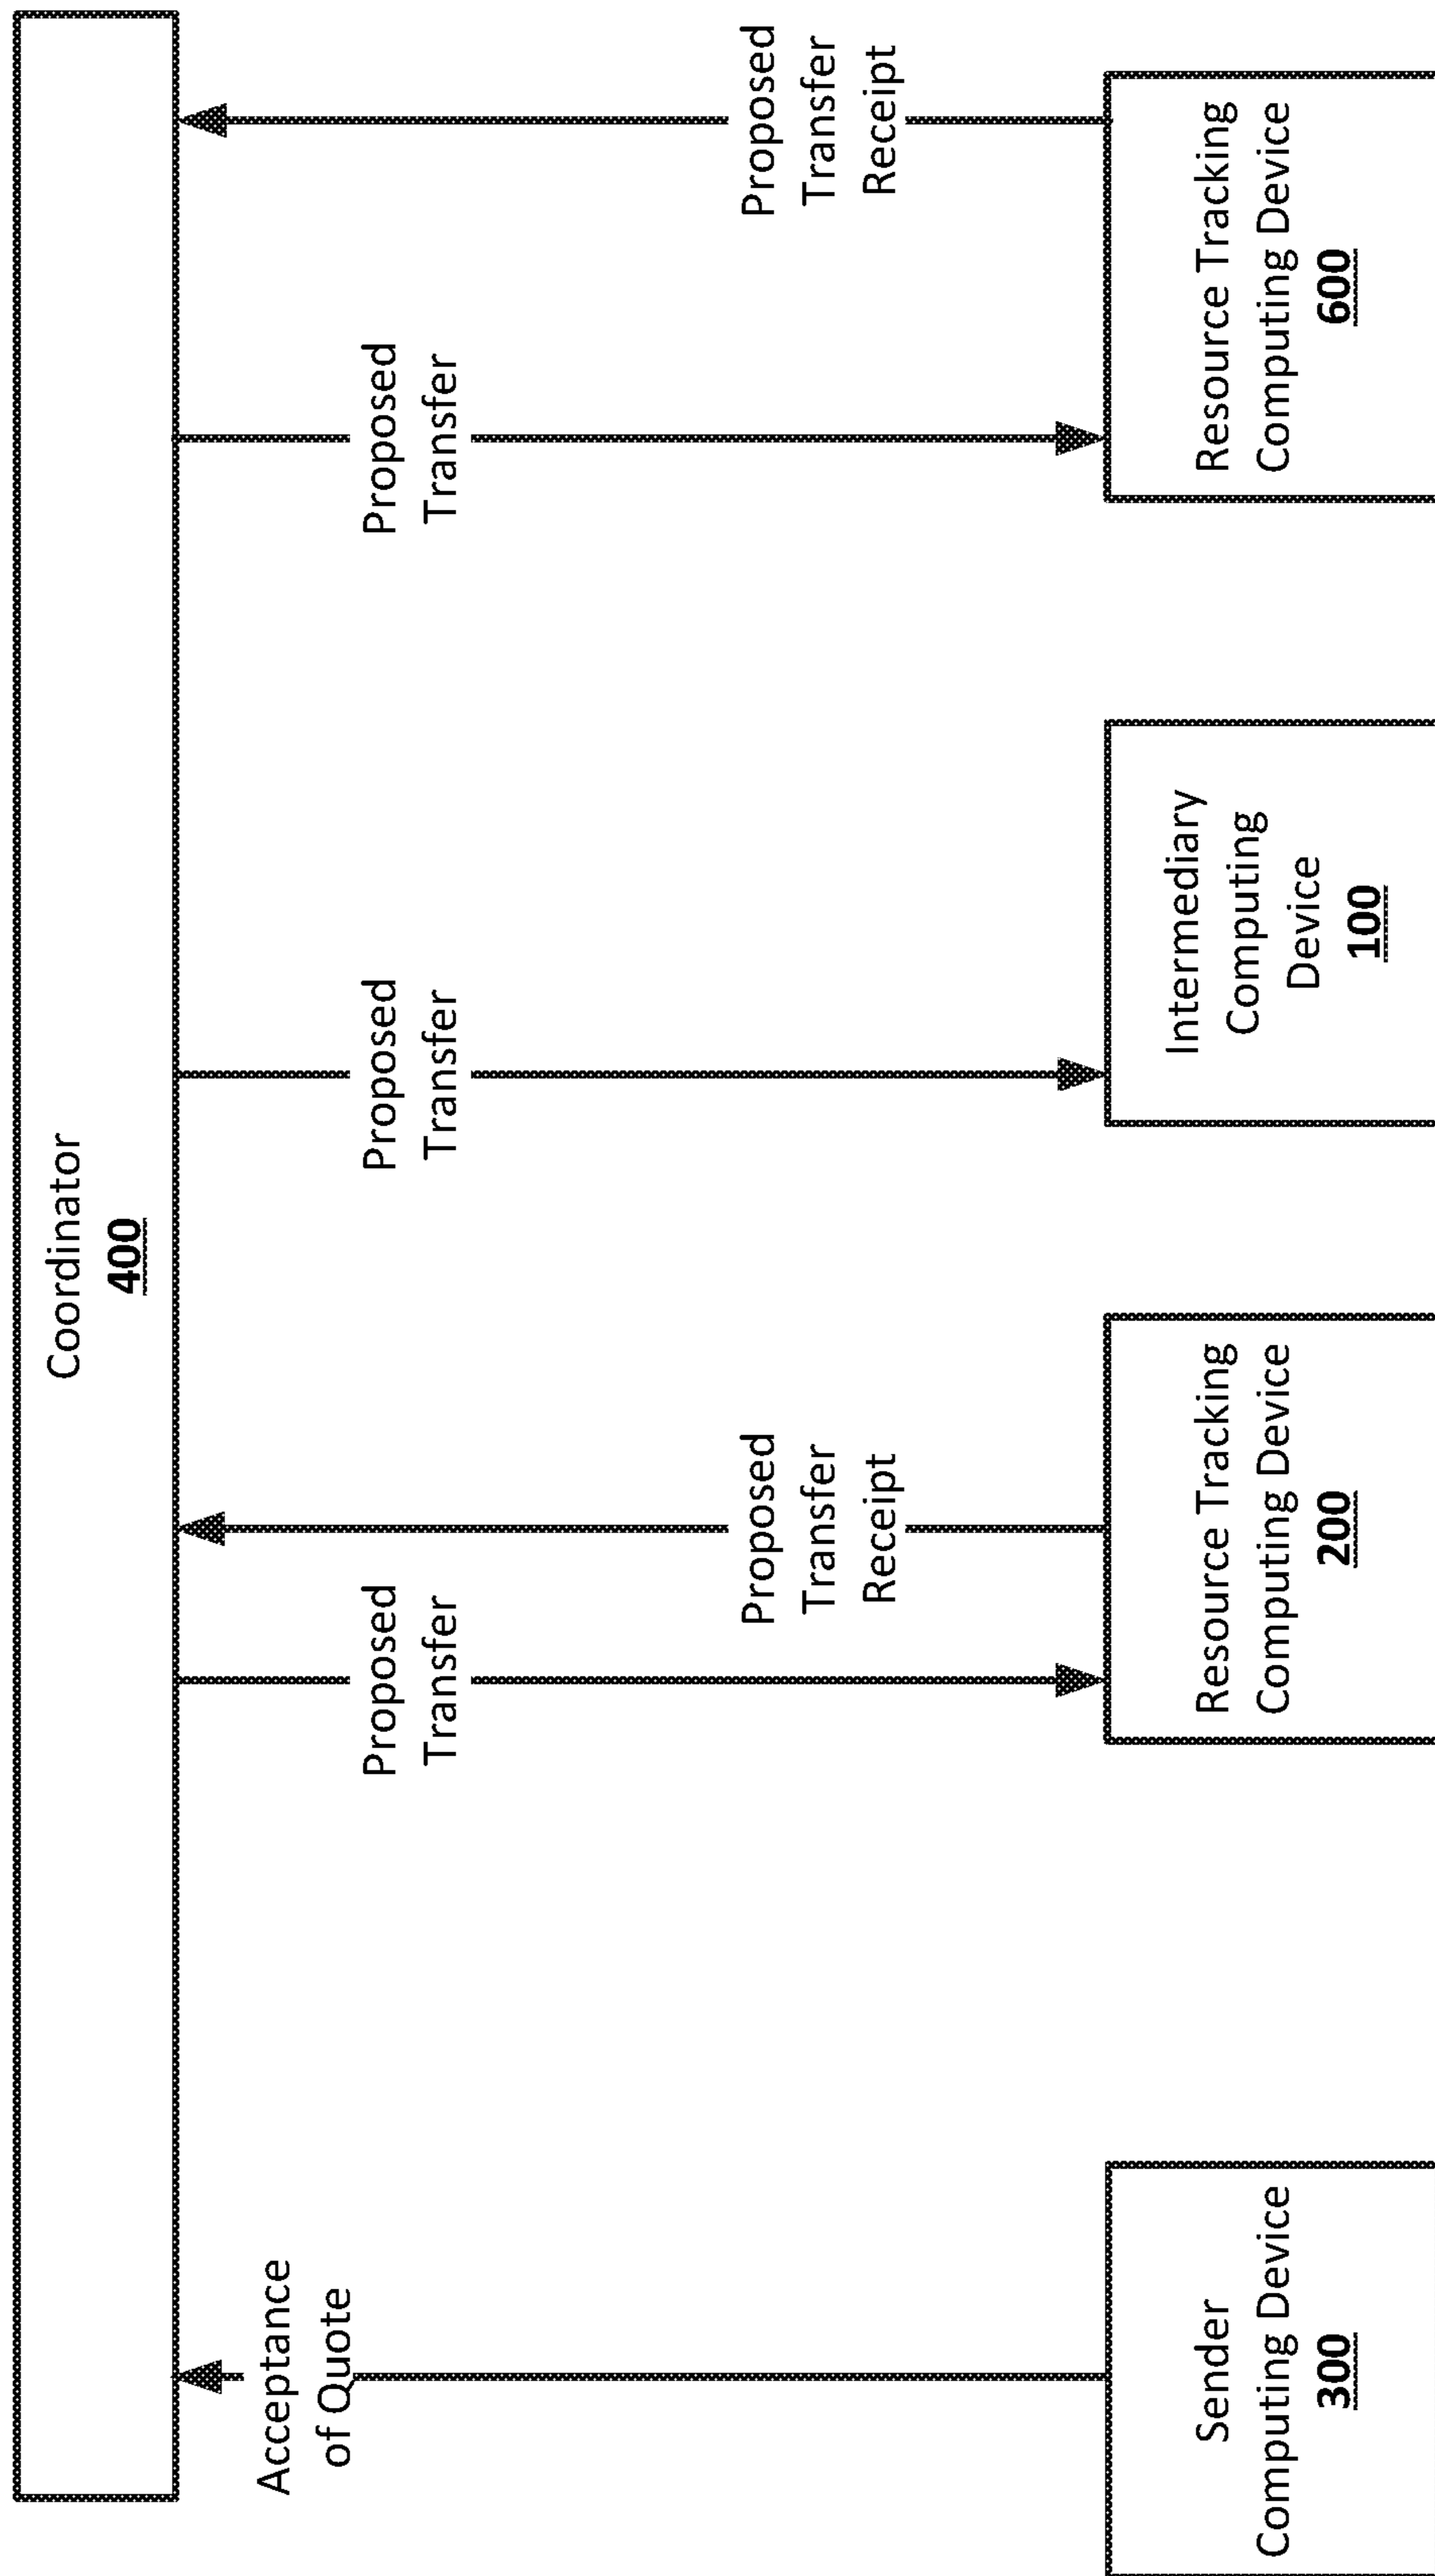 Coordinator
400
Acceptance
of Quote
Proposed
Transfer
Proposed
Transfer
Receipt
Proposed
Transfer
Proposed
Transfer
Proposed
Transfer
Receipt
Sender
Computing Device
300
Resource Tracking
Computing Device
200
Intermediary
Computing
Device
100
Resource Tracking
Computing Device
600